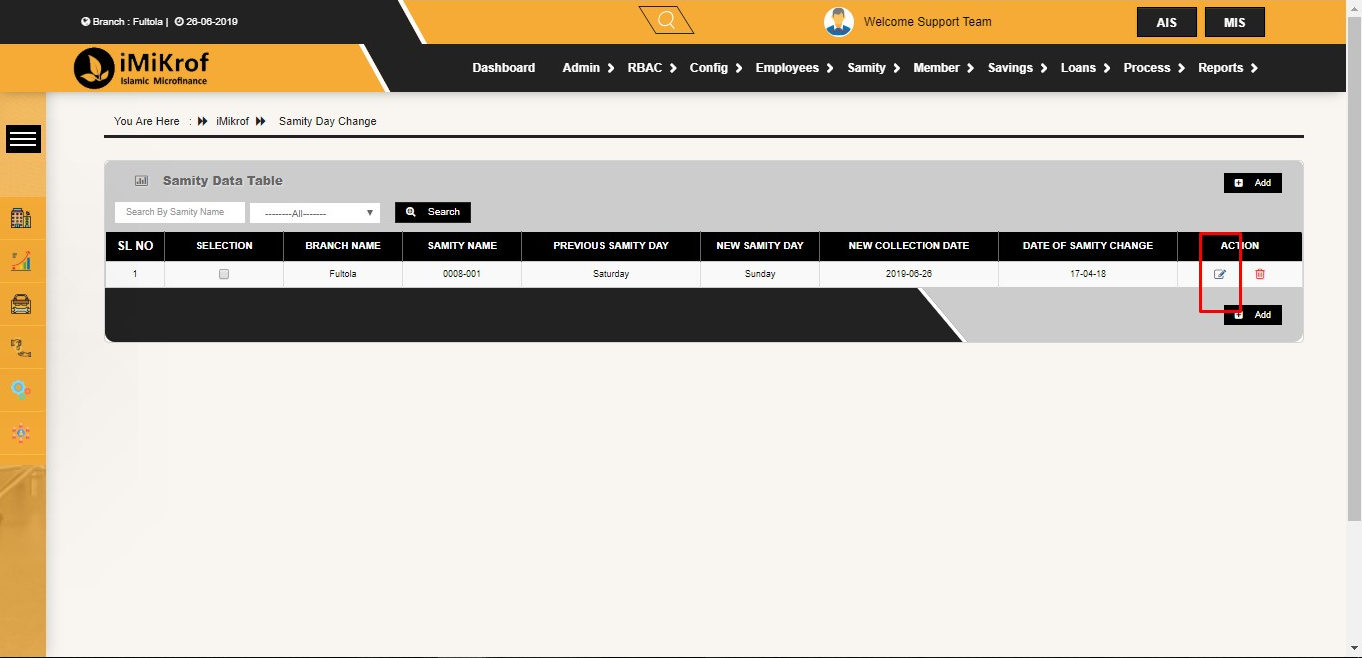 Branch : Fultola | 26-06-2019
Welcome Support Team
AIS MIS
iMiKrof
Islamic Microfinance
Dashboard Admin RBAC Config Employees Samity Member Savings Loans Process Reports
You Are Here : iMikrof Samity Day Change
Samity Data Table
Add
Search By Samity Name --------All------- Search
SL NO SELECTION BRANCH NAME SAMITY NAME PREVIOUS SAMITY DAY NEW SAMITY DAY NEW COLLECTION DATE DATE OF SAMITY CHANGE ACTION
1 Fultola 0008-001 Saturday Sunday 2019-06-26 17-04-18
Add